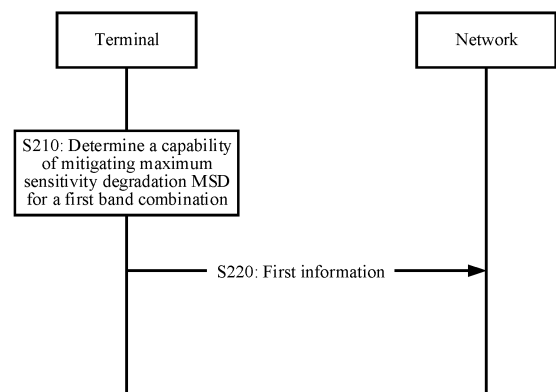 Terminal
Network
S210: Determine a capability
of mitigating maximum
sensitivity degradation MSD
for a first band combination
S220: First information